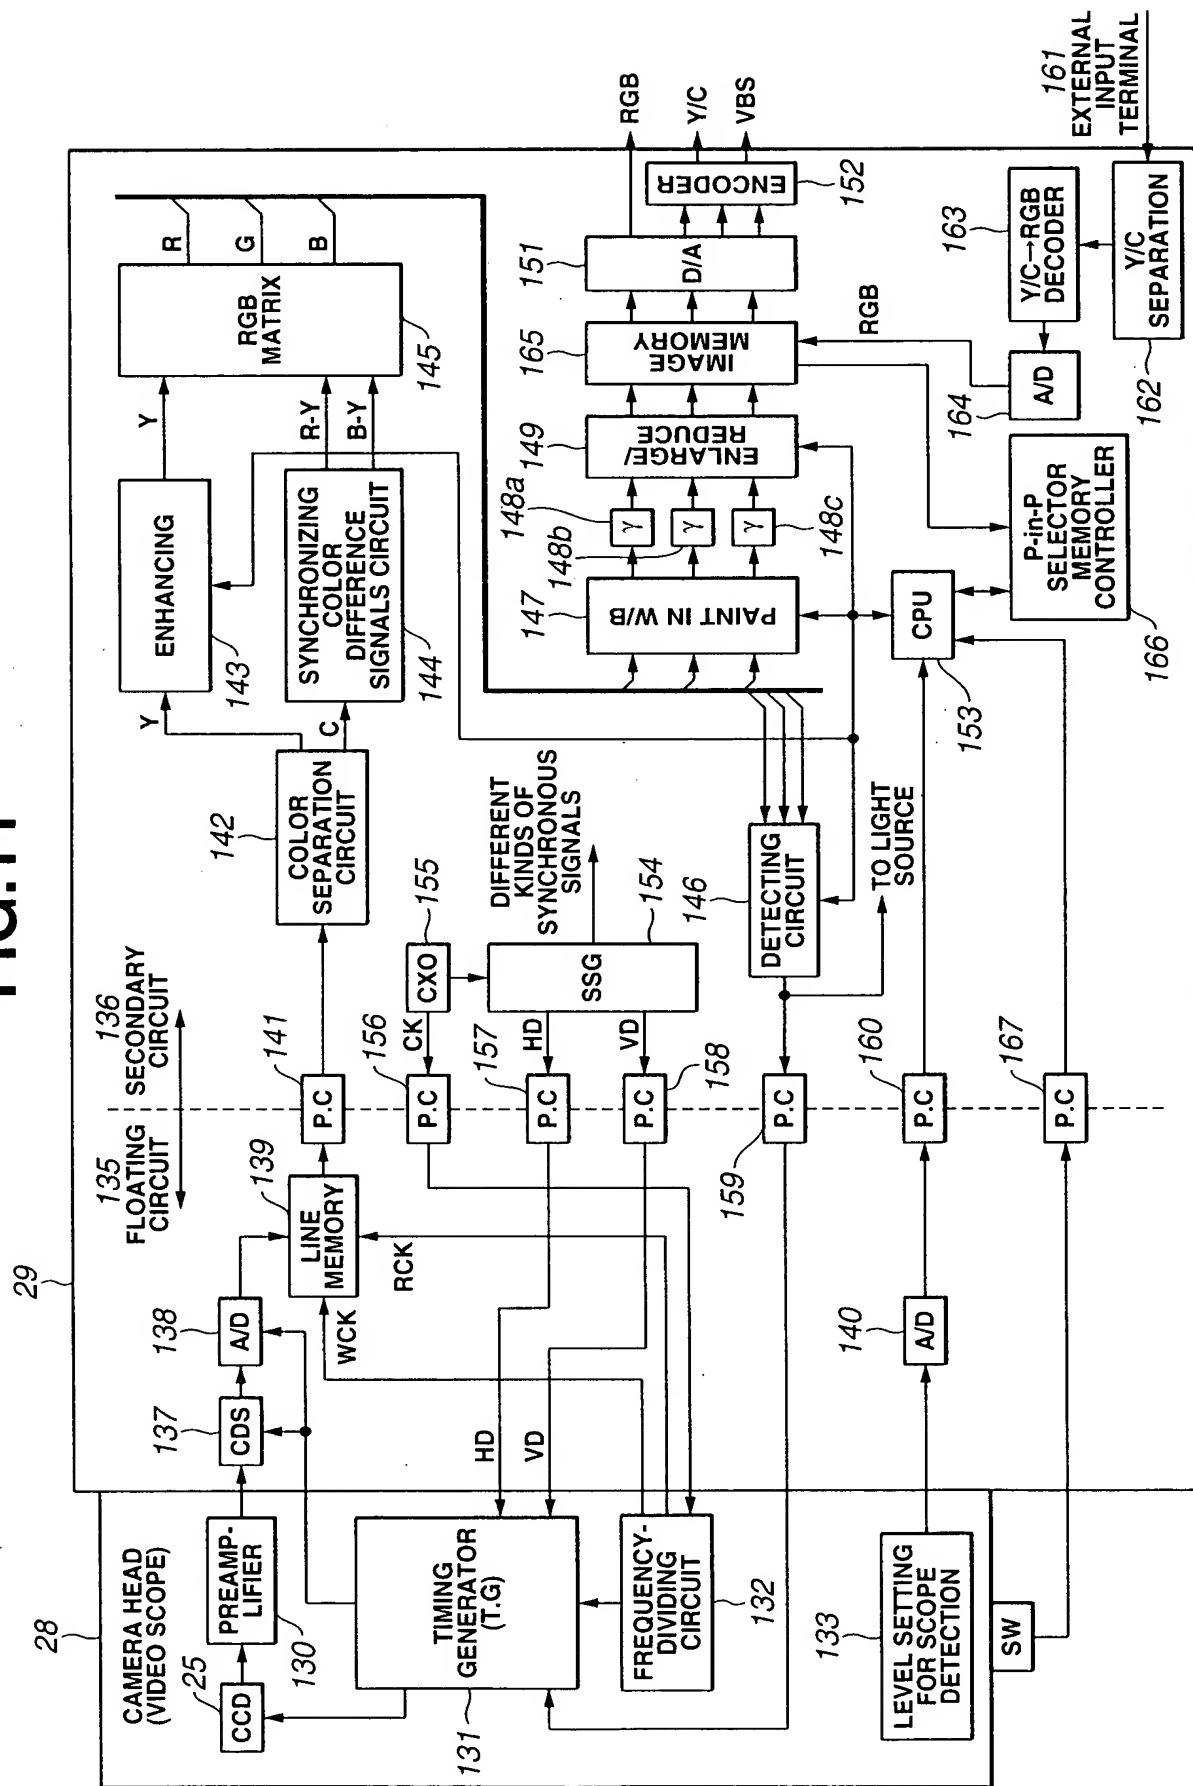 29
28
CAMERA HEAD
(VIDEO SCOPE)
25
CCD
PREAMP-
LIFIER
130
137
CDS
138
A/D
135
FLOATING
CIRCUIT
136
SECONDARY
CIRCUIT
139
LINE
MEMORY
WCK
RCK
141
P.C
142
COLOR
SEPARATION
CIRCUIT
Y
C
ENHANCING
143
SYNCHRONIZING
COLOR
DIFFERENCE
SIGNALS CIRCUIT
144
Y
R-Y
B-Y
RGB
MATRIX
145
R
G
B
TIMING
GENERATOR
(T.G)
131
HD
VD
FREQUENCY-
DIVIDING
CIRCUIT
132
156
P.C
CK
CXO
155
157
P.C
HD
VD
P.C
158
SSG
154
DIFFERENT
KINDS OF
SYNCHRONOUS
SIGNALS
146
DETECTING
CIRCUIT
P.C
159
TO LIGHT
SOURCE
147
PAINT IN W/B
148a
148b
148c
γ
γ
γ
149
ENLARGE/
REDUCE
165
IMAGE
MEMORY
151
D/A
ENCODER
152
RGB
Y/C
VBS
133
LEVEL SETTING
FOR SCOPE
DETECTION
SW
140
A/D
160
P.C
167
P.C
CPU
153
P-in-P
SELECTOR
MEMORY
CONTROLLER
166
164
A/D
RGB
163
Y/C→RGB
DECODER
Y/C
SEPARATION
162
161
EXTERNAL
INPUT
TERMINAL